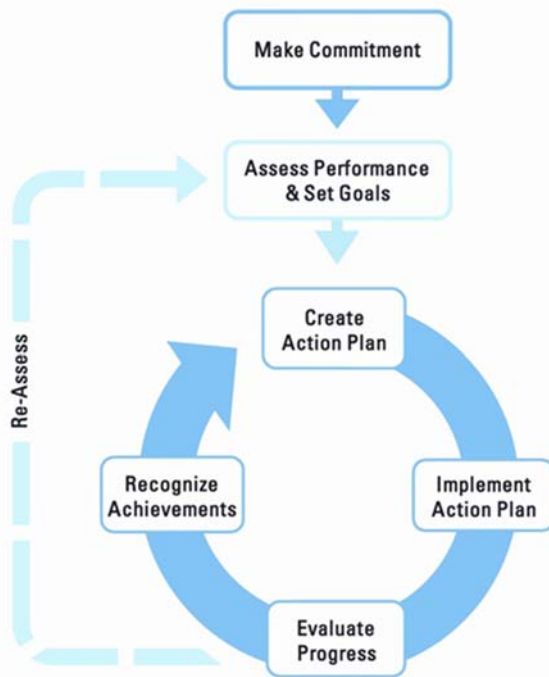 Make Commitment
Assess Performance
& Set Goals
Create
Action Plan
Re-Assess
Recognize
Achievements
Implement
Action Plan
Evaluate
Progress